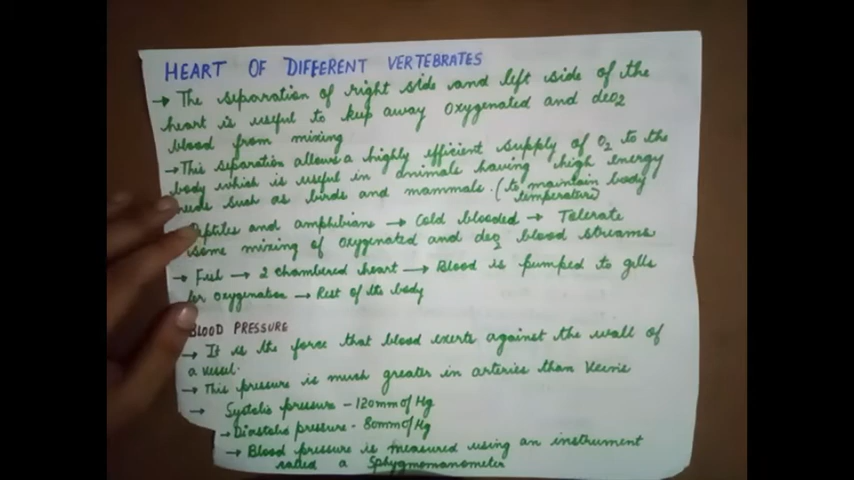 HEART OF DIFFERENT VERTEBRATES
→ The separation of right side and left side of the
heart is useful to keep away Oxygenated and deO2
blood from mixing
→ This separation allows a highly efficient supply of O2 to the
body which is useful in animals having high energy
needs such as birds and mammals. (to maintain body
temperature)
Reptiles and amphibians → Cold blooded → Tolerate
some mixing of oxygenated and deo2 blood streams
→ Fish → 2 chambered heart → Blood is pumped to gills
for oxygenation → Rest of the body
BLOOD PRESSURE
→ It is the force that blood exerts against the wall of
a vessel.
→ This pressure is much greater in arteries than Veins
→ Systolic pressure - 120mm of Hg
→ Diastolic pressure - 80mm of Hg
→ Blood pressure is measured using an instrument
called a Sphygmomanometer